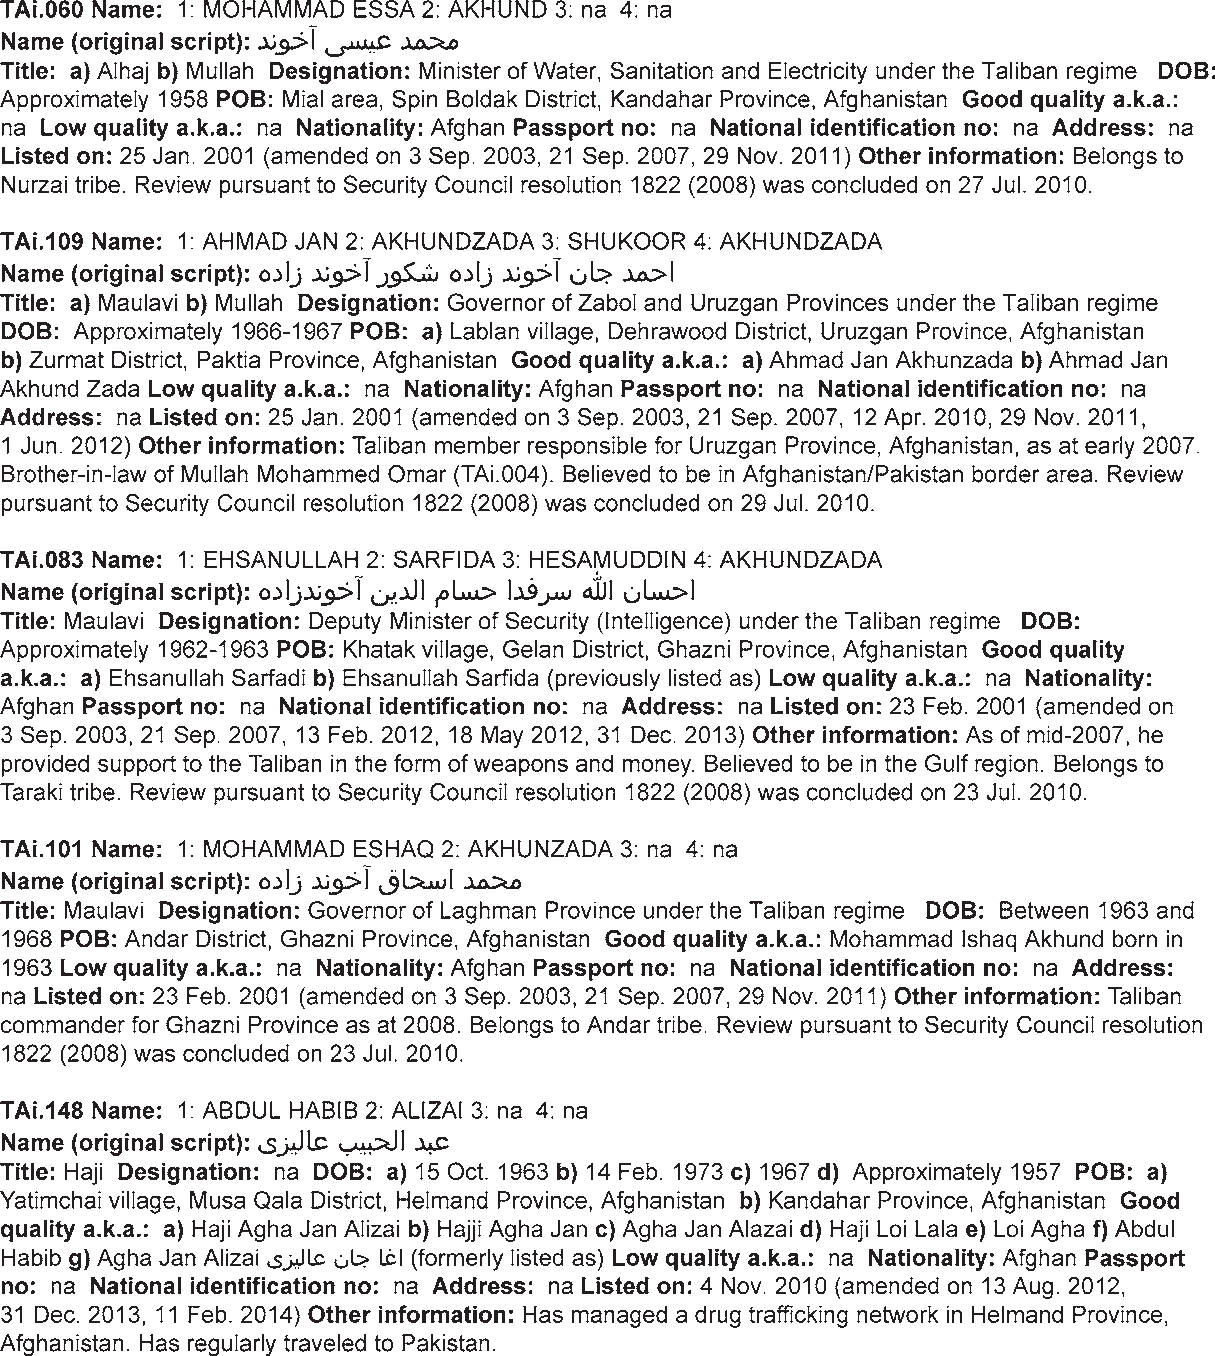 TAi.060 Name: 1: MOHAMMAD ESSA 2: AKHUND 3: na 4: na
Name (original script): محمد عیسی آخوند
Title: a) Alhaj b) Mullah Designation: Minister of Water, Sanitation and Electricity under the Taliban regime DOB:
Approximately 1958 POB: Mial area, Spin Boldak District, Kandahar Province, Afghanistan Good quality a.k.a.:
na Low quality a.k.a.: na Nationality: Afghan Passport no: na National identification no: na Address: na
Listed on: 25 Jan. 2001 (amended on 3 Sep. 2003, 21 Sep. 2007, 29 Nov. 2011) Other information: Belongs to
Nurzai tribe. Review pursuant to Security Council resolution 1822 (2008) was concluded on 27 Jul. 2010.
TAi.109 Name: 1: AHMAD JAN 2: AKHUNDZADA 3: SHUKOOR 4: AKHUNDZADA
Name (original script): احمد جان آخوند زاده شکور آخوند زاده
Title: a) Maulavi b) Mullah Designation: Governor of Zabol and Uruzgan Provinces under the Taliban regime
DOB: Approximately 1966-1967 POB: a) Lablan village, Dehrawood District, Uruzgan Province, Afghanistan
b) Zurmat District, Paktia Province, Afghanistan Good quality a.k.a.: a) Ahmad Jan Akhunzada b) Ahmad Jan
Akhund Zada Low quality a.k.a.: na Nationality: Afghan Passport no: na National identification no: na
Address: na Listed on: 25 Jan. 2001 (amended on 3 Sep. 2003, 21 Sep. 2007, 12 Apr. 2010, 29 Nov. 2011,
1 Jun. 2012) Other information: Taliban member responsible for Uruzgan Province, Afghanistan, as at early 2007.
Brother-in-law of Mullah Mohammed Omar (TAi.004). Believed to be in Afghanistan/Pakistan border area. Review
pursuant to Security Council resolution 1822 (2008) was concluded on 29 Jul. 2010.
TAi.083 Name: 1: EHSANULLAH 2: SARFIDA 3: HESAMUDDIN 4: AKHUNDZADA
Name (original script): احسان الله سرفدا حسام الدین آخوندزاده
Title: Maulavi Designation: Deputy Minister of Security (Intelligence) under the Taliban regime DOB:
Approximately 1962-1963 POB: Khatak village, Gelan District, Ghazni Province, Afghanistan Good quality
a.k.a.: a) Ehsanullah Sarfadi b) Ehsanullah Sarfida (previously listed as) Low quality a.k.a.: na Nationality:
Afghan Passport no: na National identification no: na Address: na Listed on: 23 Feb. 2001 (amended on
3 Sep. 2003, 21 Sep. 2007, 13 Feb. 2012, 18 May 2012, 31 Dec. 2013) Other information: As of mid-2007, he
provided support to the Taliban in the form of weapons and money. Believed to be in the Gulf region. Belongs to
Taraki tribe. Review pursuant to Security Council resolution 1822 (2008) was concluded on 23 Jul. 2010.
TAi.101 Name: 1: MOHAMMAD ESHAQ 2: AKHUNZADA 3: na 4: na
Name (original script): محمد اسحاق آخوند زاده
Title: Maulavi Designation: Governor of Laghman Province under the Taliban regime DOB: Between 1963 and
1968 POB: Andar District, Ghazni Province, Afghanistan Good quality a.k.a.: Mohammad Ishaq Akhund born in
1963 Low quality a.k.a.: na Nationality: Afghan Passport no: na National identification no: na Address:
na Listed on: 23 Feb. 2001 (amended on 3 Sep. 2003, 21 Sep. 2007, 29 Nov. 2011) Other information: Taliban
commander for Ghazni Province as at 2008. Belongs to Andar tribe. Review pursuant to Security Council resolution
1822 (2008) was concluded on 23 Jul. 2010.
TAi.148 Name: 1: ABDUL HABIB 2: ALIZAI 3: na 4: na
Name (original script): عبد الحبیب عالیزی
Title: Haji Designation: na DOB: a) 15 Oct. 1963 b) 14 Feb. 1973 c) 1967 d) Approximately 1957 POB: a)
Yatimchai village, Musa Qala District, Helmand Province, Afghanistan b) Kandahar Province, Afghanistan Good
quality a.k.a.: a) Haji Agha Jan Alizai b) Hajji Agha Jan c) Agha Jan Alazai d) Haji Loi Lala e) Loi Agha f) Abdul
Habib g) Agha Jan Alizai اغا جان عالیزی (formerly listed as) Low quality a.k.a.: na Nationality: Afghan Passport
no: na National identification no: na Address: na Listed on: 4 Nov. 2010 (amended on 13 Aug. 2012,
31 Dec. 2013, 11 Feb. 2014) Other information: Has managed a drug trafficking network in Helmand Province,
Afghanistan. Has regularly traveled to Pakistan.